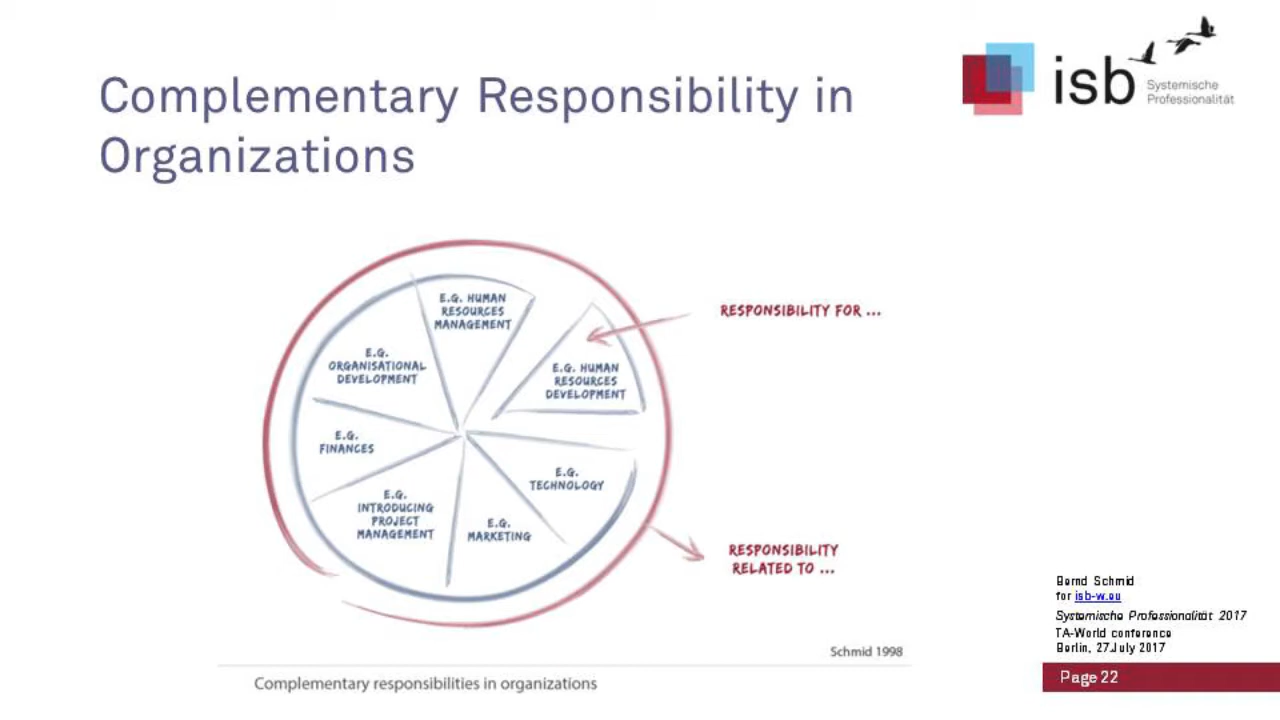 Complementary Responsibility in
Organizations
isb
Systemische
Professionalität
E.G. HUMAN
RESOURCES
MANAGEMENT
RESPONSIBILITY FOR ...
E.G.
ORGANISATIONAL
DEVELOPMENT
E.G. HUMAN
RESOURCES
DEVELOPMENT
E.G.
FINANCES
E.G.
TECHNOLOGY
E.G.
INTRODUCING
PROJECT
MANAGEMENT
E.G.
MARKETING
RESPONSIBILITY
RELATED TO ...
Schmid 1998
Complementary responsibilities in organizations
Bernd Schmid
for isb-w.eu
Systemische Professionalität 2017
TA-World conference
Berlin, 27.July 2017
Page 22